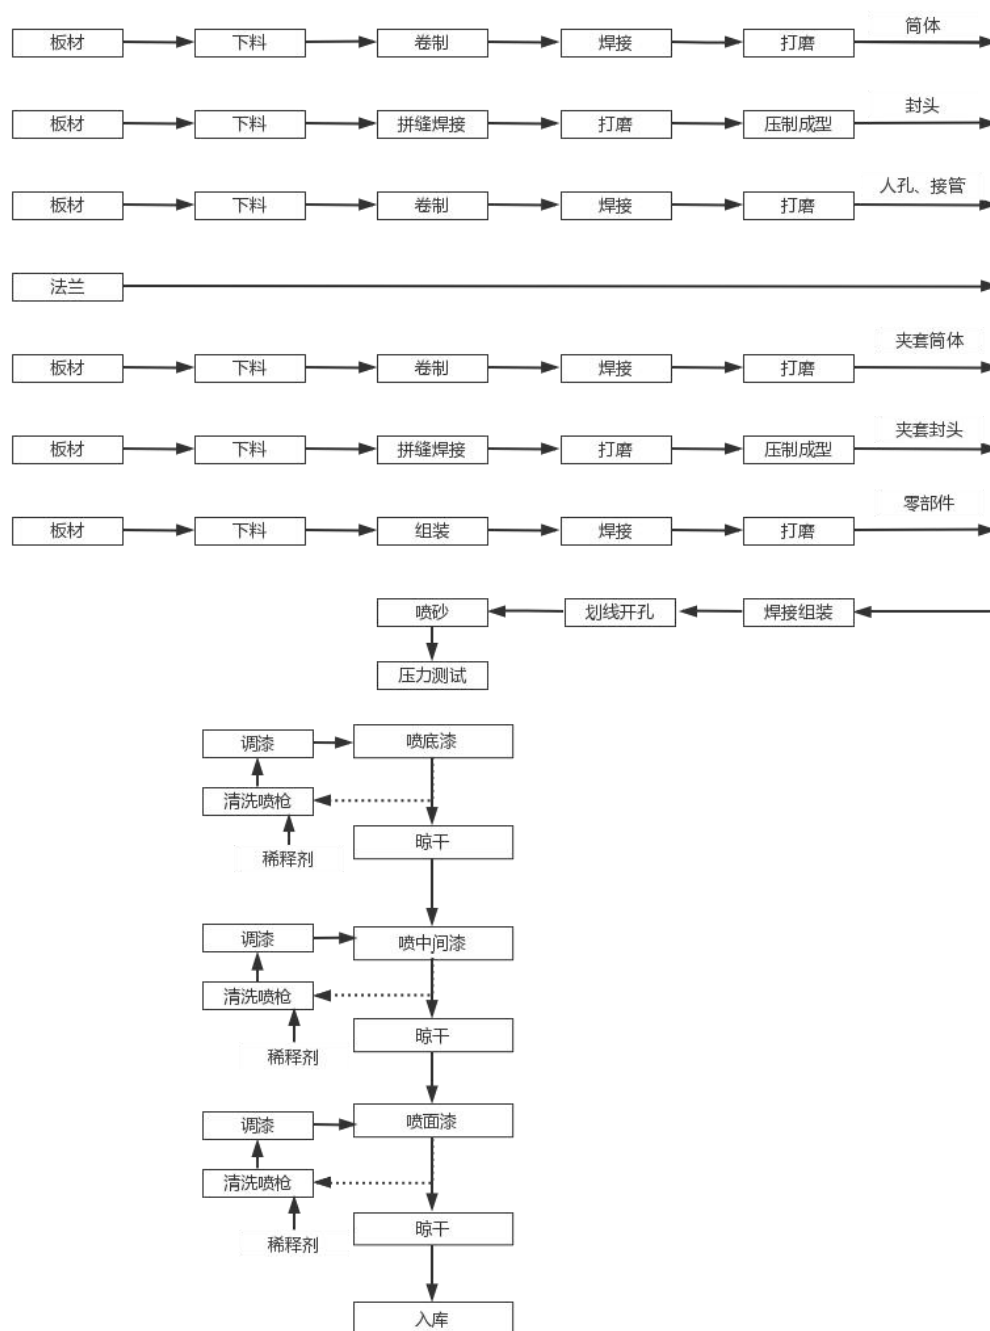 筒体
板材 下料 卷制 焊接 打磨
封头
板材 下料 拼缝焊接 打磨 压制成型
人孔、接管
板材 下料 卷制 焊接 打磨
法兰
夹套筒体
板材 下料 卷制 焊接 打磨
夹套封头
板材 下料 拼缝焊接 打磨 压制成型
零部件
板材 下料 组装 焊接 打磨
喷砂 划线开孔 焊接组装
压力测试
调漆 喷底漆
清洗喷枪
晾干
稀释剂
调漆 喷中间漆
清洗喷枪
晾干
稀释剂
调漆 喷面漆
清洗喷枪
晾干
稀释剂
入库